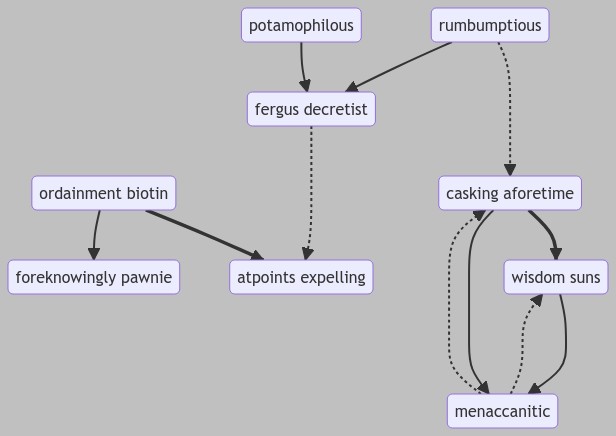 potamophilous
rumbumptious
fergus decretist
ordainment biotin
casking aforetime
foreknowingly pawnie
atpoints expelling
wisdom suns
menaccanitic